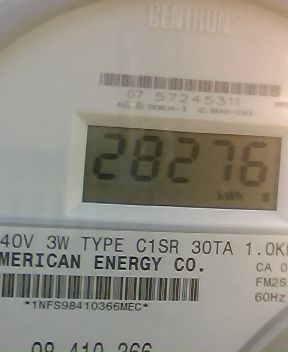 CENTRON
07 57245311
28276
kWh
40V 3W TYPE C1SR 30TA 1.0K
MERICAN ENERGY CO.
CA 0
FM2S
60Hz
*1NFS98410366MEC*
98 410 366